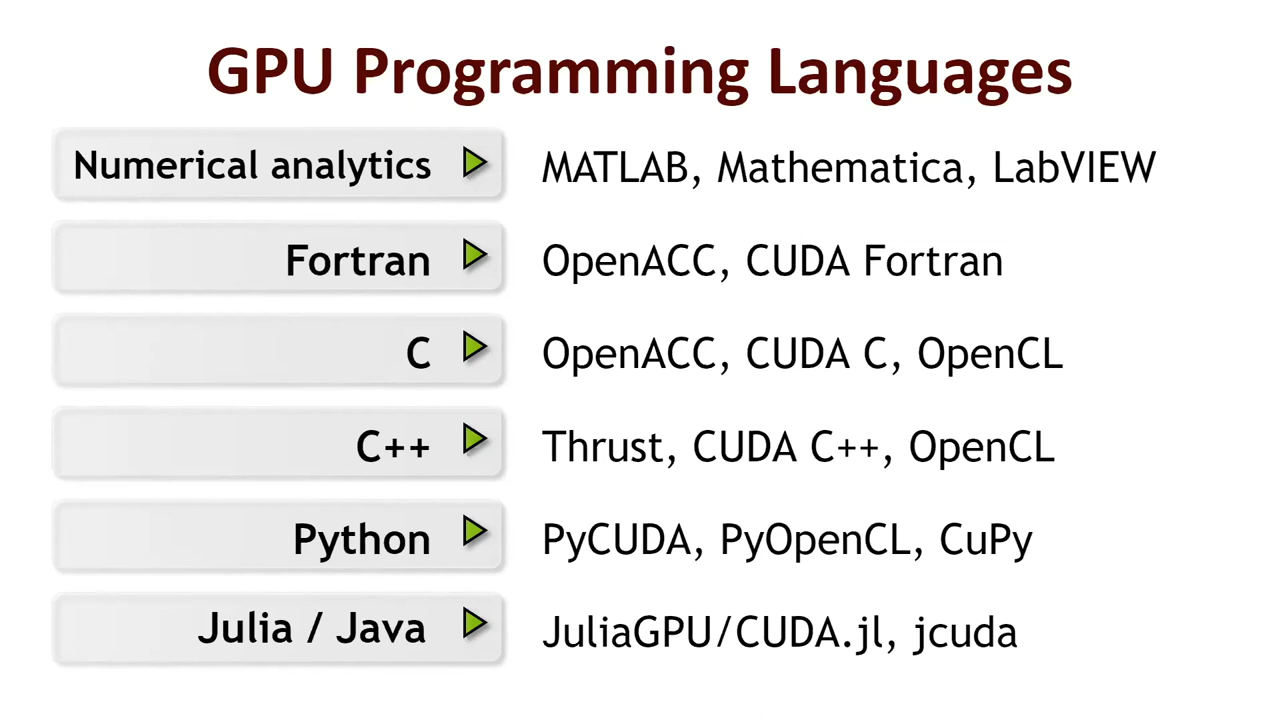 GPU Programming Languages
Numerical analytics MATLAB, Mathematica, LabVIEW
Fortran OpenACC, CUDA Fortran
C OpenACC, CUDA C, OpenCL
C++ Thrust, CUDA C++, OpenCL
Python PyCUDA, PyOpenCL, CuPy
Julia / Java JuliaGPU/CUDA.jl, jcuda